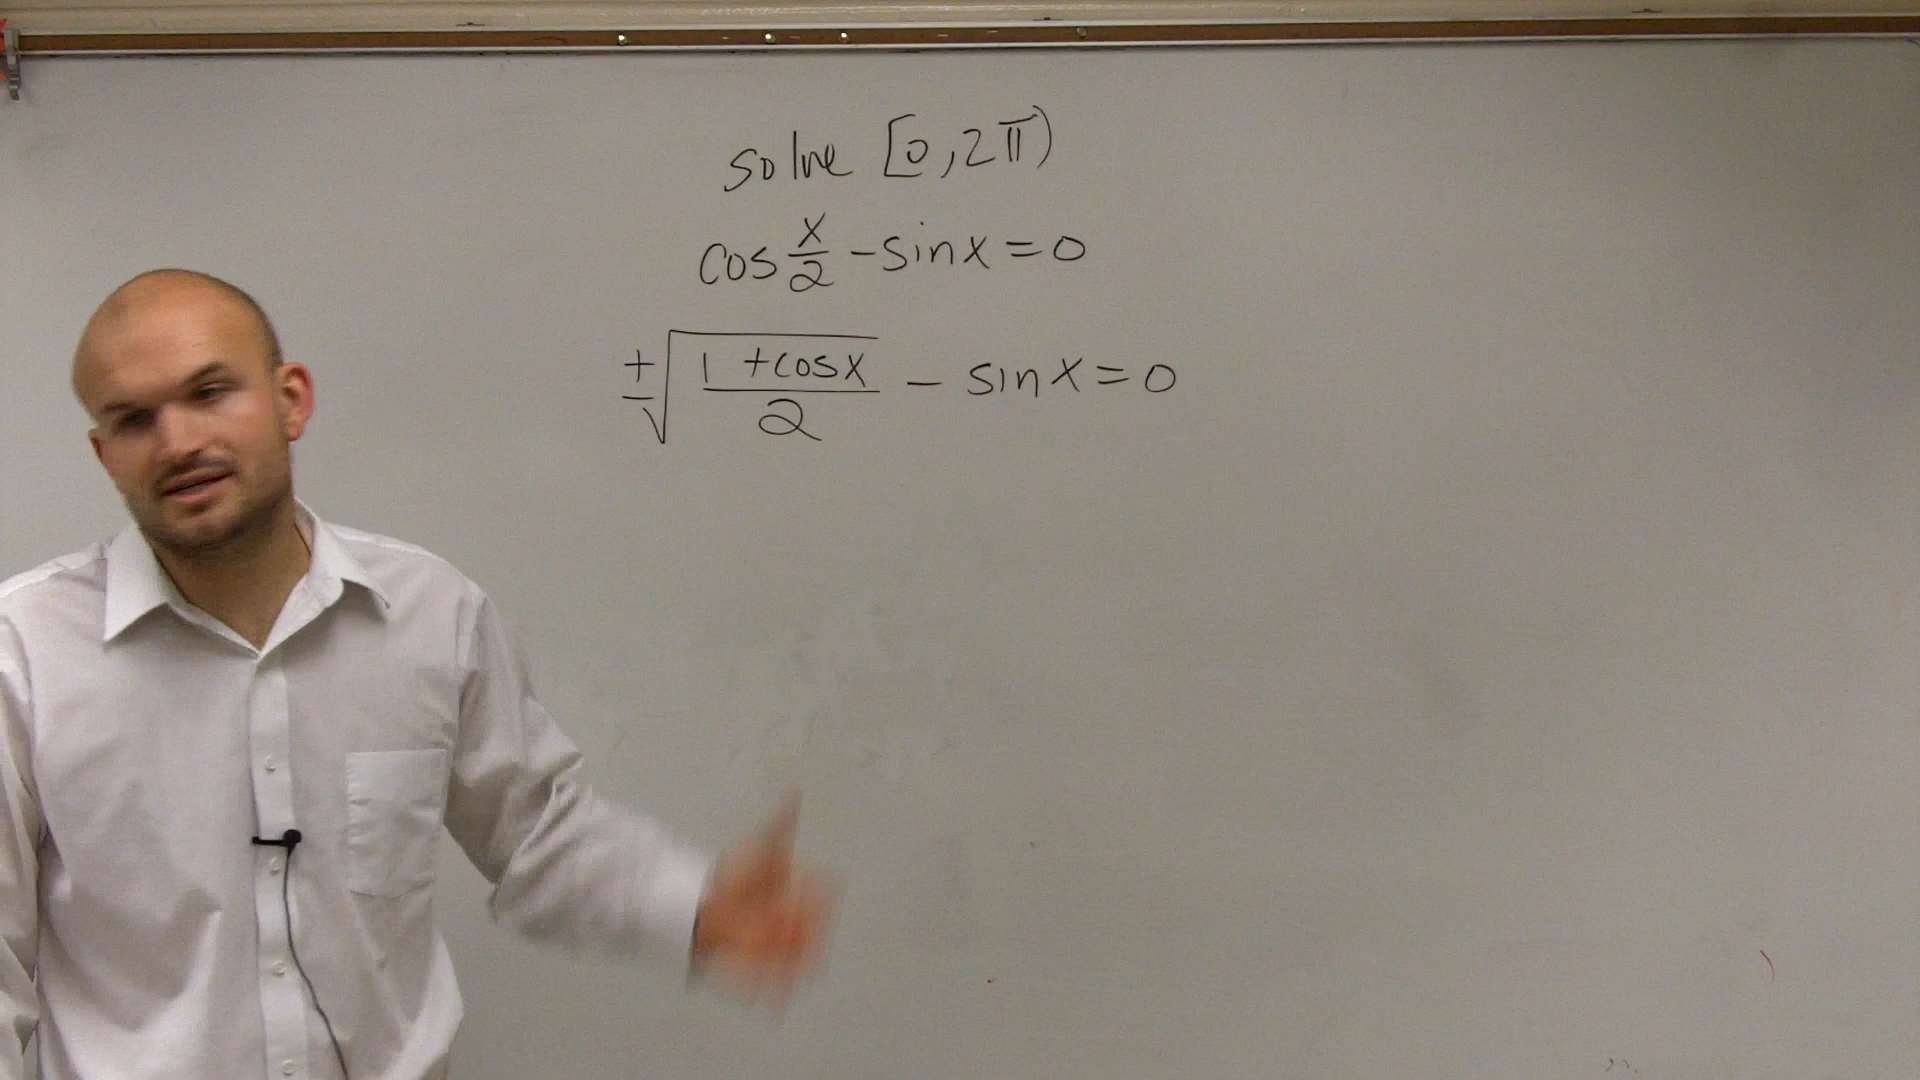 solve [0, 2π)
cos x/2 - sin x = 0
±√((1 + cos x)/2) - sin x = 0